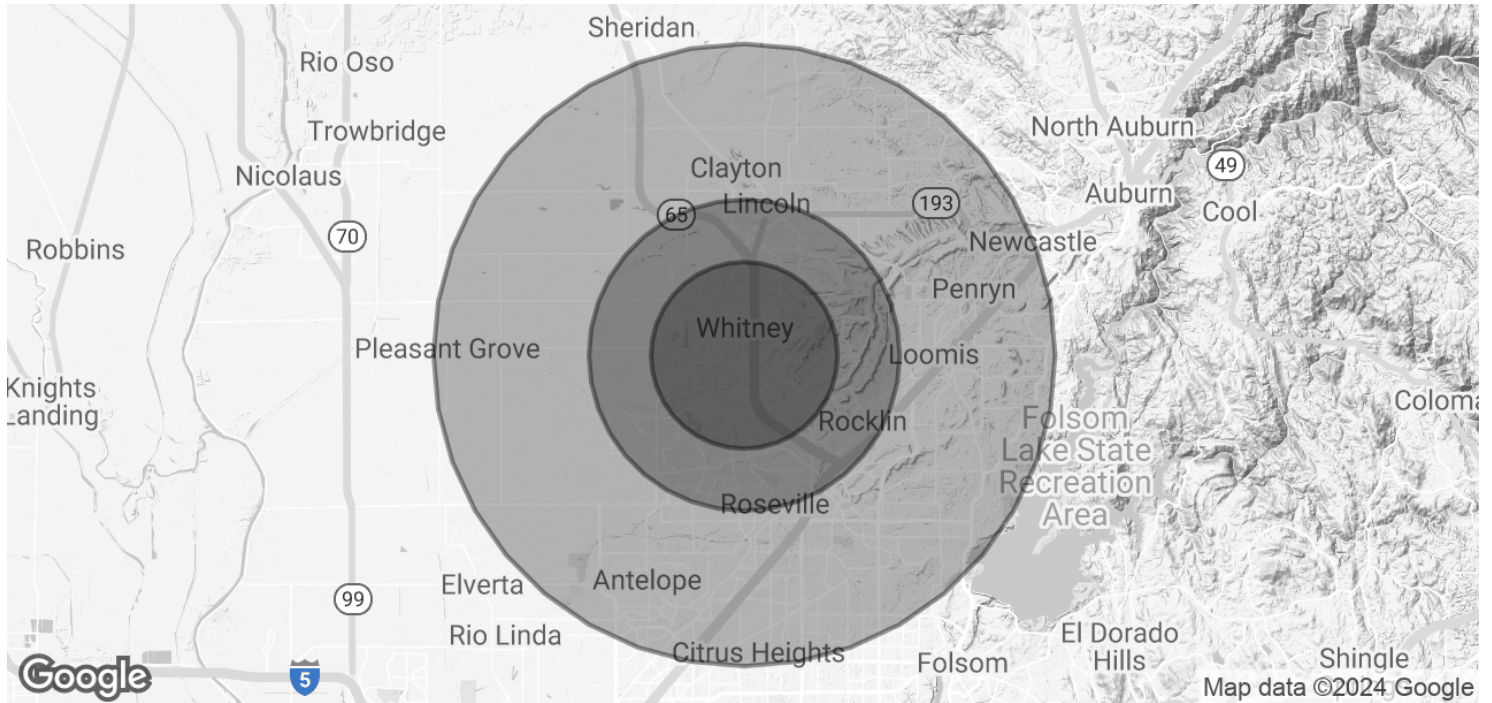 Sheridan
Rio Oso
Trowbridge
North Auburn
Clayton
49
Nicolaus
Auburn
Lincoln
193
65
Cool
70
Newcastle
Robbins
Penryn
Whitney
Pleasant Grove
Loomis
Knights
Landing
Coloma
Rocklin
Folsom
Lake State
Recreation
Area
Roseville
Antelope
Elverta
99
Rio Linda
El Dorado
Hills
Citrus Heights
Folsom
Shingle
Google
5
Map data ©2024 Google